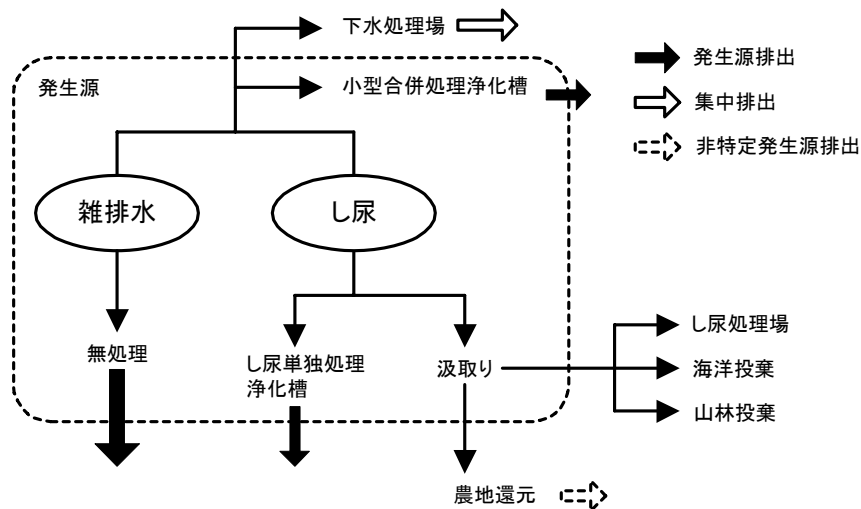 下水処理場
発生源
小型合併処理浄化槽
発生源排出
集中排出
非特定発生源排出
雑排水
し尿
無処理
し尿単独処理
浄化槽
汲取り
し尿処理場
海洋投棄
山林投棄
農地還元